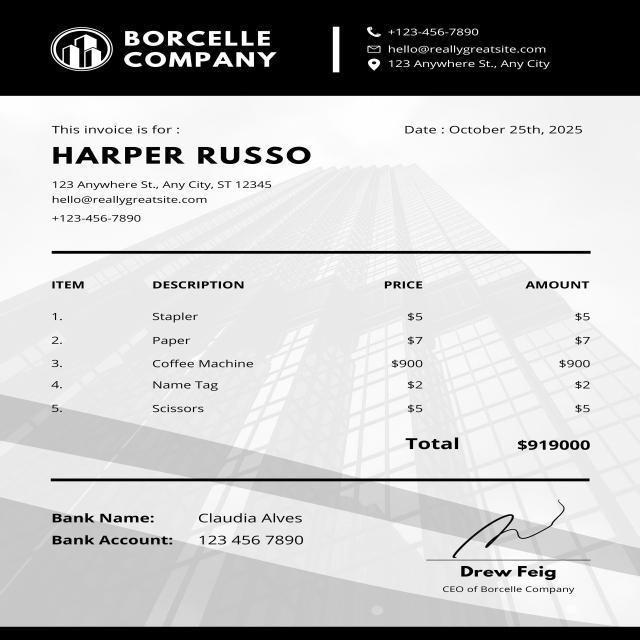 BORCELLE
COMPANY
+123-456-7890
hello@reallygreatsite.com
123 Anywhere St., Any City
This invoice is for :
Date : October 25th, 2025
HARPER RUSSO
123 Anywhere St., Any City, ST 12345
hello@reallygreatsite.com
+123-456-7890
ITEM DESCRIPTION PRICE AMOUNT
1. Stapler $5 $5
2. Paper $7 $7
3. Coffee Machine $900 $900
4. Name Tag $2 $2
5. Scissors $5 $5
Total $919000
Bank Name: Claudia Alves
Bank Account: 123 456 7890
Drew Feig
CEO of Borcelle Company